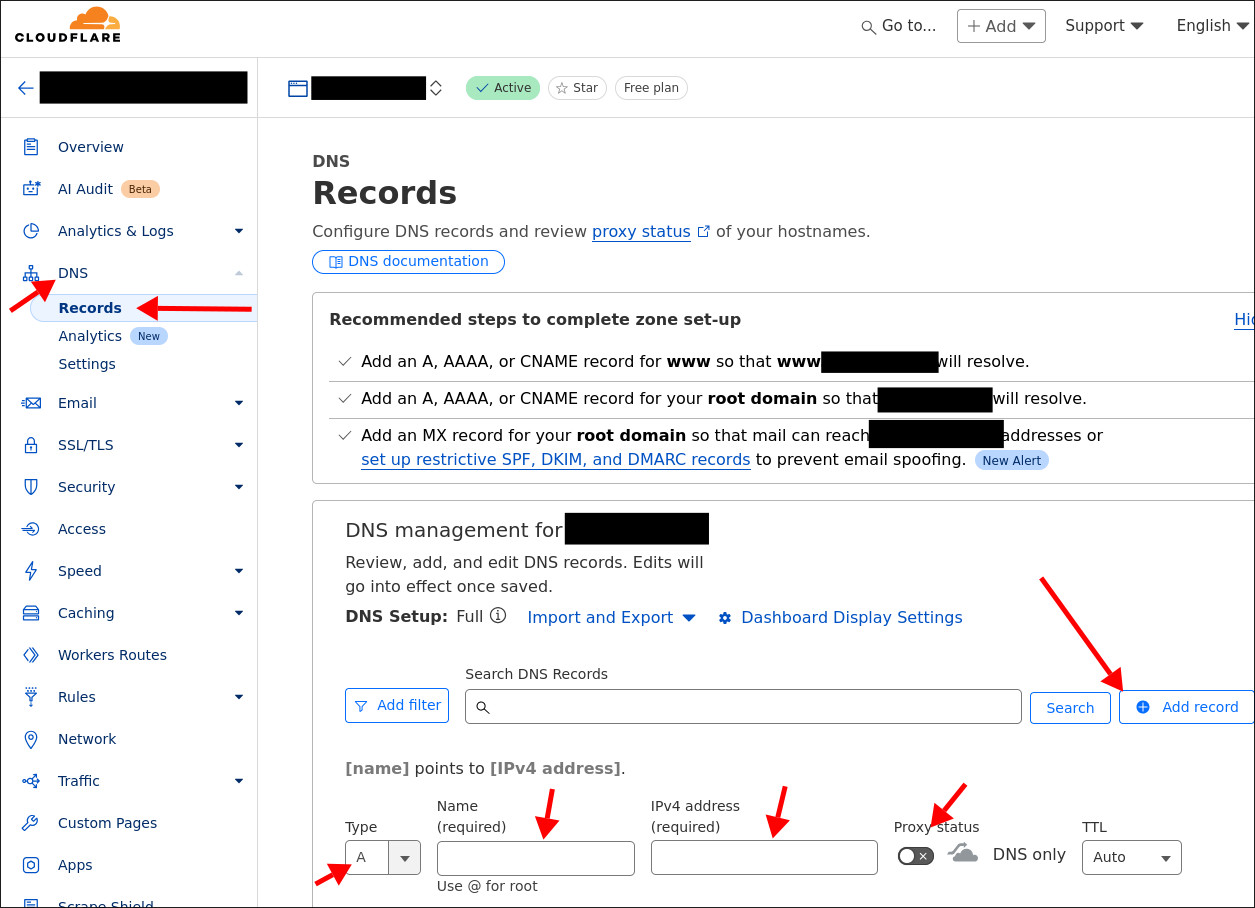 CLOUDFLARE
Go to...
+ Add
Support
English
Active
Star
Free plan
Overview
AI Audit Beta
Analytics & Logs
DNS
Records
Analytics New
Settings
Email
SSL/TLS
Security
Access
Speed
Caching
Workers Routes
Rules
Network
Traffic
Custom Pages
Apps
Scrape Shield
DNS
Records
Configure DNS records and review proxy status of your hostnames.
DNS documentation
Recommended steps to complete zone set-up
Add an A, AAAA, or CNAME record for www so that www will resolve.
Add an A, AAAA, or CNAME record for your root domain so that will resolve.
Add an MX record for your root domain so that mail can reach addresses or
set up restrictive SPF, DKIM, and DMARC records to prevent email spoofing. New Alert
DNS management for
Review, add, and edit DNS records. Edits will
go into effect once saved.
DNS Setup: Full Import and Export Dashboard Display Settings
Search DNS Records
Add filter
Search
Add record
[name] points to [IPv4 address].
Type
A
Name
(required)
Use @ for root
IPv4 address
(required)
Proxy status
DNS only
TTL
Auto